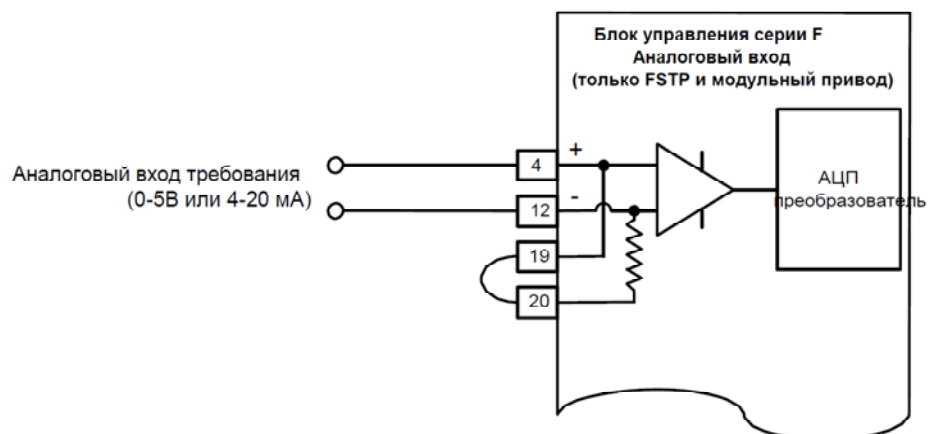 Блок управления серии F
Аналоговый вход
(только FSTP и модульный привод)
Аналоговый вход требования
(0-5В или 4-20 мА)
4
+
12
-
19
20
АЦП
преобразователь